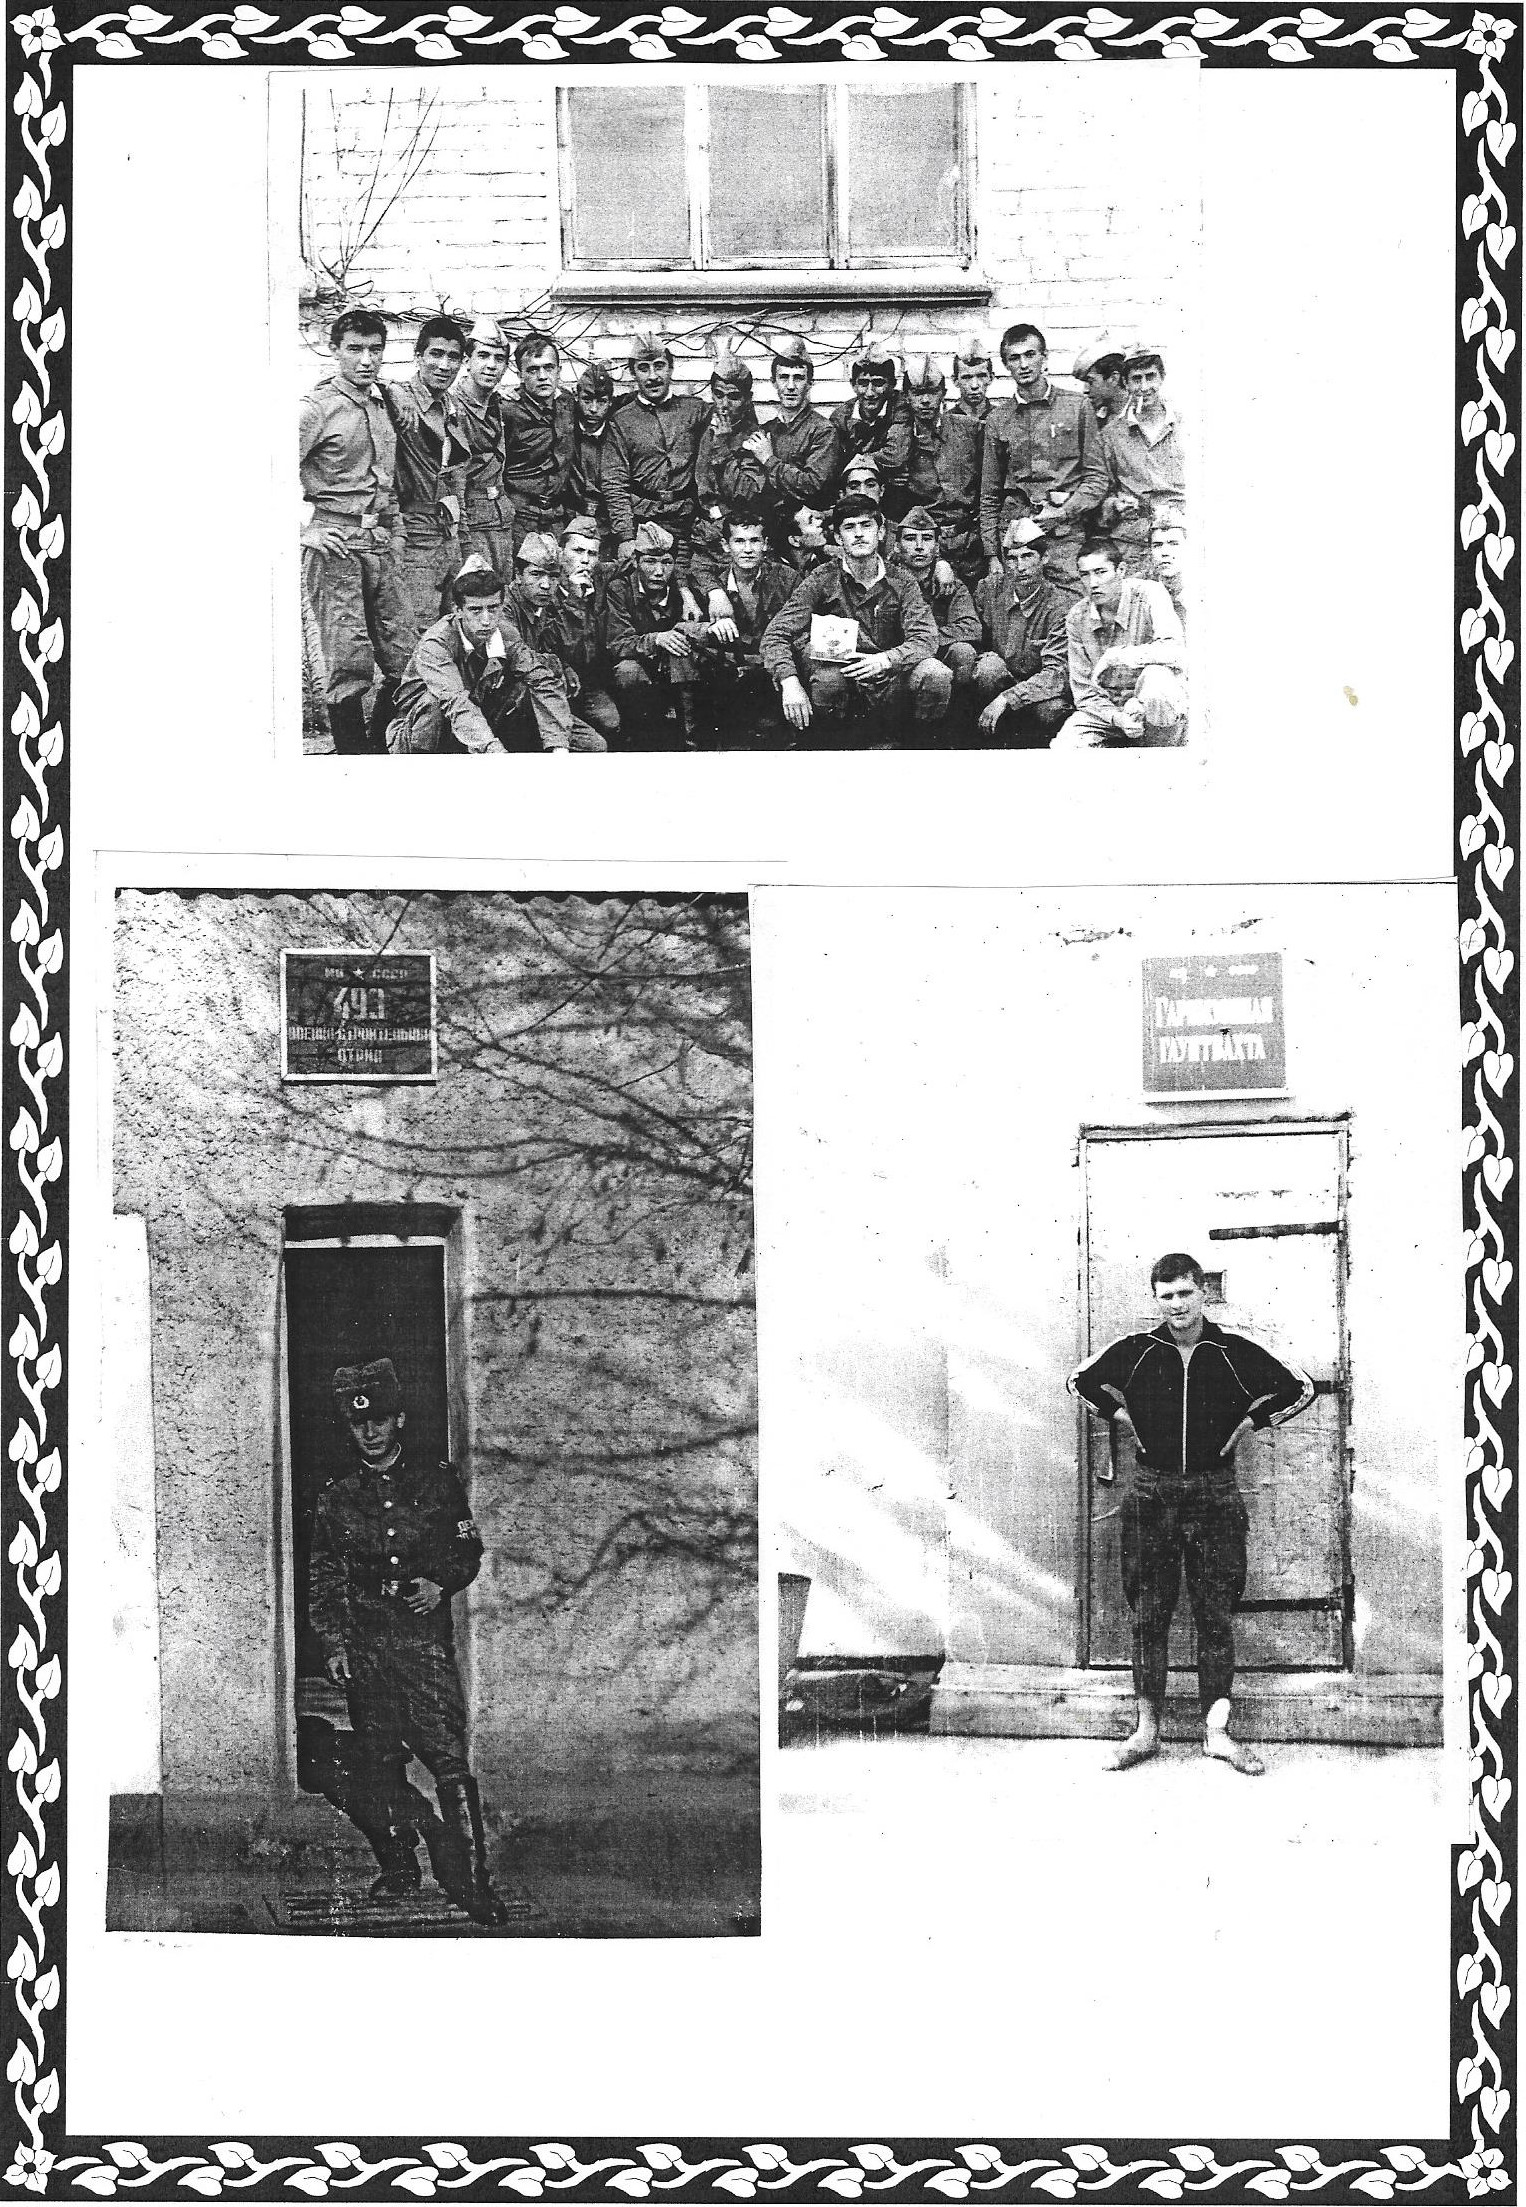 МО ★ СССР
493
ВОЕННО-СТРОИТЕЛЬНЫЙ
ОТРЯД
ГАРНИЗОННАЯ
ГАУПТВАХТА